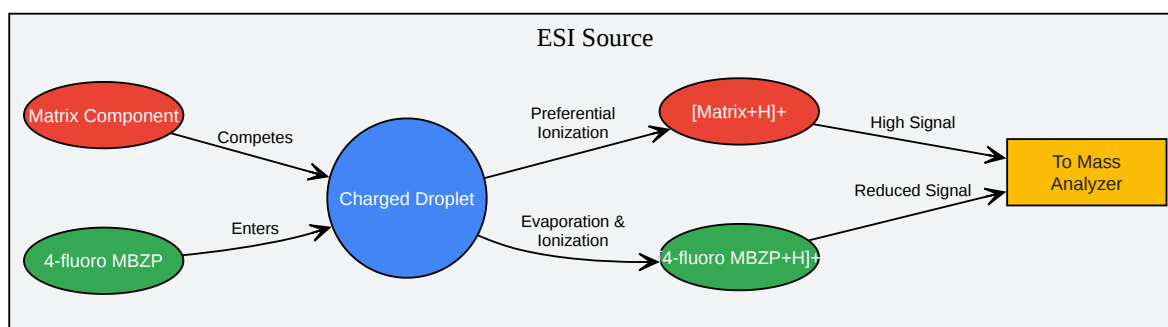 ESI Source
Matrix Component
Competes
4-fluoro MBZP
Enters
Charged Droplet
Preferential
Ionization
[Matrix+H]+
High Signal
Evaporation &
Ionization
[4-fluoro MBZP+H]+
Reduced Signal
To Mass
Analyzer